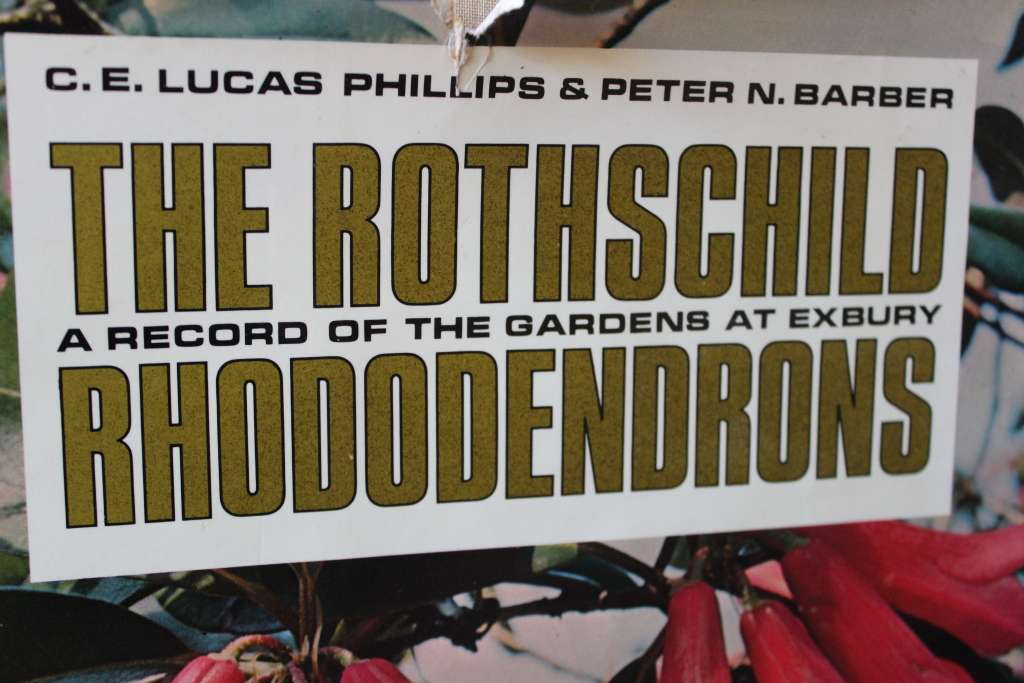 C. E. LUCAS PHILLIPS & PETER N. BARBER
THE ROTHSCHILD
A RECORD OF THE GARDENS AT EXBURY
RHODODENDRONS